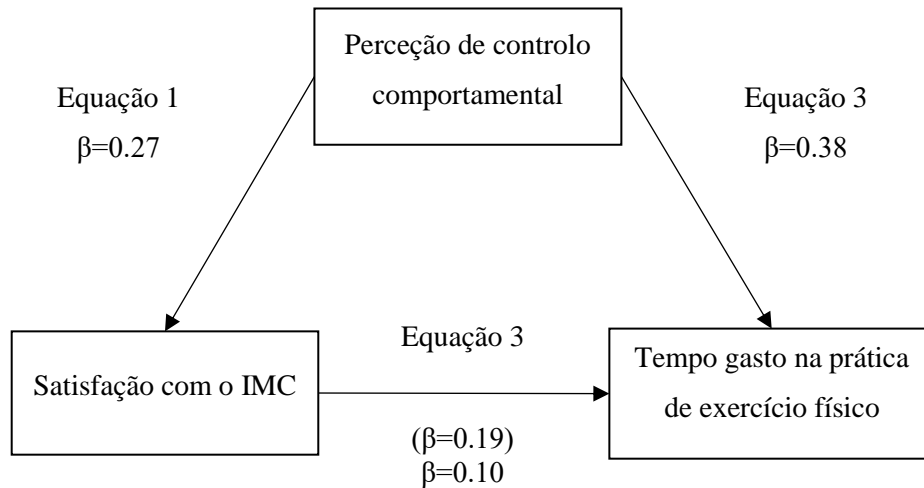 Perceção de controlo
comportamental
Equação 1
β=0.27
Equação 3
β=0.38
Satisfação com o IMC
Equação 3
(β=0.19)
β=0.10
Tempo gasto na prática
de exercício físico